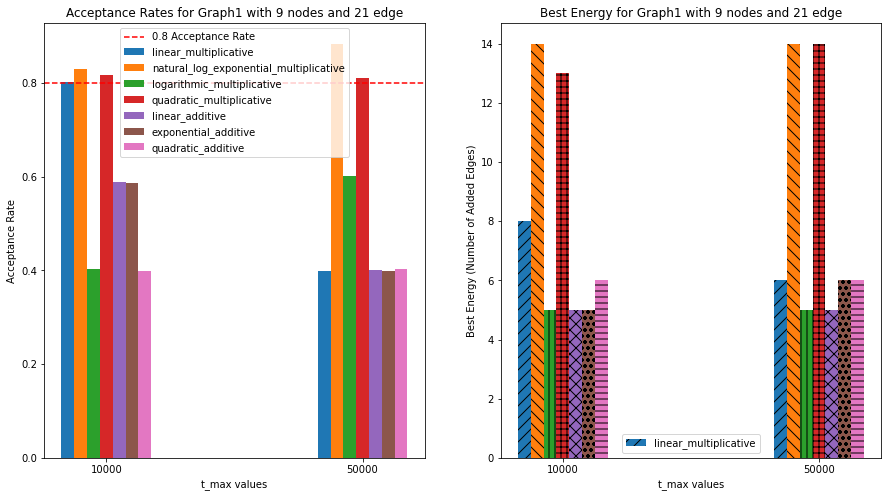 Acceptance Rates for Graph1 with 9 nodes and 21 edge
Acceptance Rate
0.8
0.6
0.4
0.2
0.0
0.8 Acceptance Rate
linear_multiplicative
natural_log_exponential_multiplicative
logarithmic_multiplicative
quadratic_multiplicative
linear_additive
exponential_additive
quadratic_additive
10000
50000
t_max values
Best Energy for Graph1 with 9 nodes and 21 edge
Best Energy (Number of Added Edges)
14
12
10
8
6
4
2
0
linear_multiplicative
10000
50000
t_max values